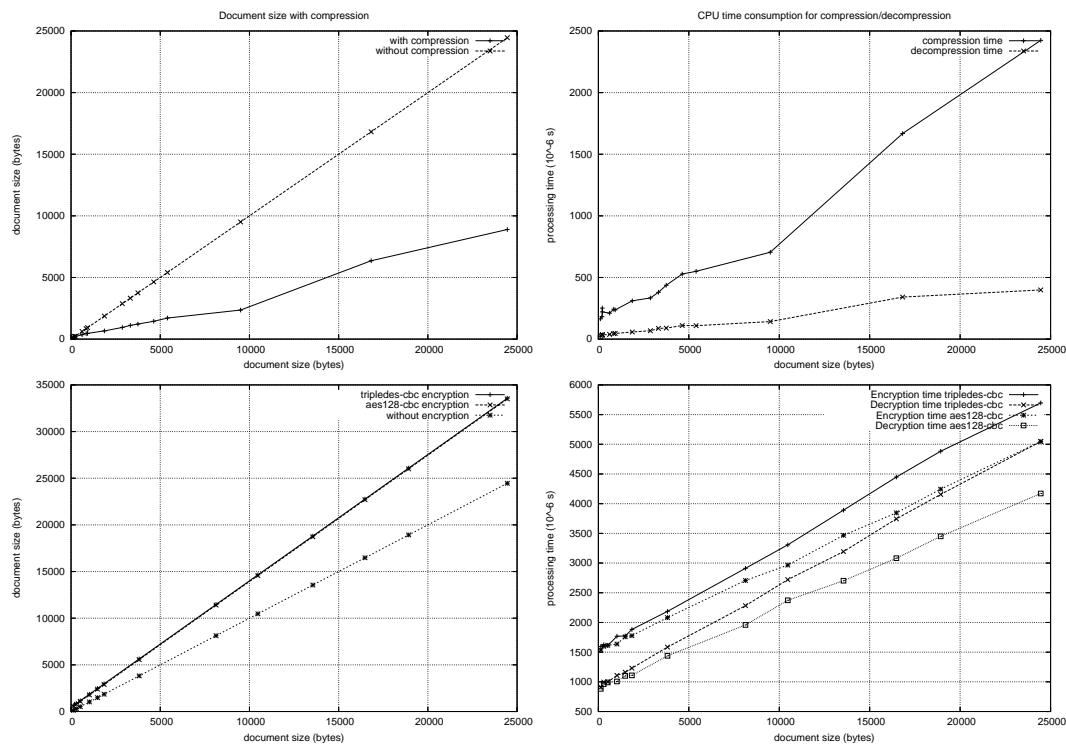 Document size with compression
25000
20000
15000
10000
5000
0
0
5000
10000
15000
20000
25000
document size (bytes)
document size (bytes)
with compression
without compression
CPU time consumption for compression/decompression
2500
2000
1500
1000
500
0
0
5000
10000
15000
20000
25000
processing time (10^-6 s)
document size (bytes)
compression time
decompression time
35000
30000
25000
20000
15000
10000
5000
0
0
5000
10000
15000
20000
25000
document size (bytes)
document size (bytes)
tripledes-cbc encryption
aes128-cbc encryption
without encryption
6000
5500
5000
4500
4000
3500
3000
2500
2000
1500
1000
500
0
5000
10000
15000
20000
25000
processing time (10^-6 s)
document size (bytes)
Encryption time tripledes-cbc
Decryption time tripledes-cbc
Encryption time aes128-cbc
Decryption time aes128-cbc